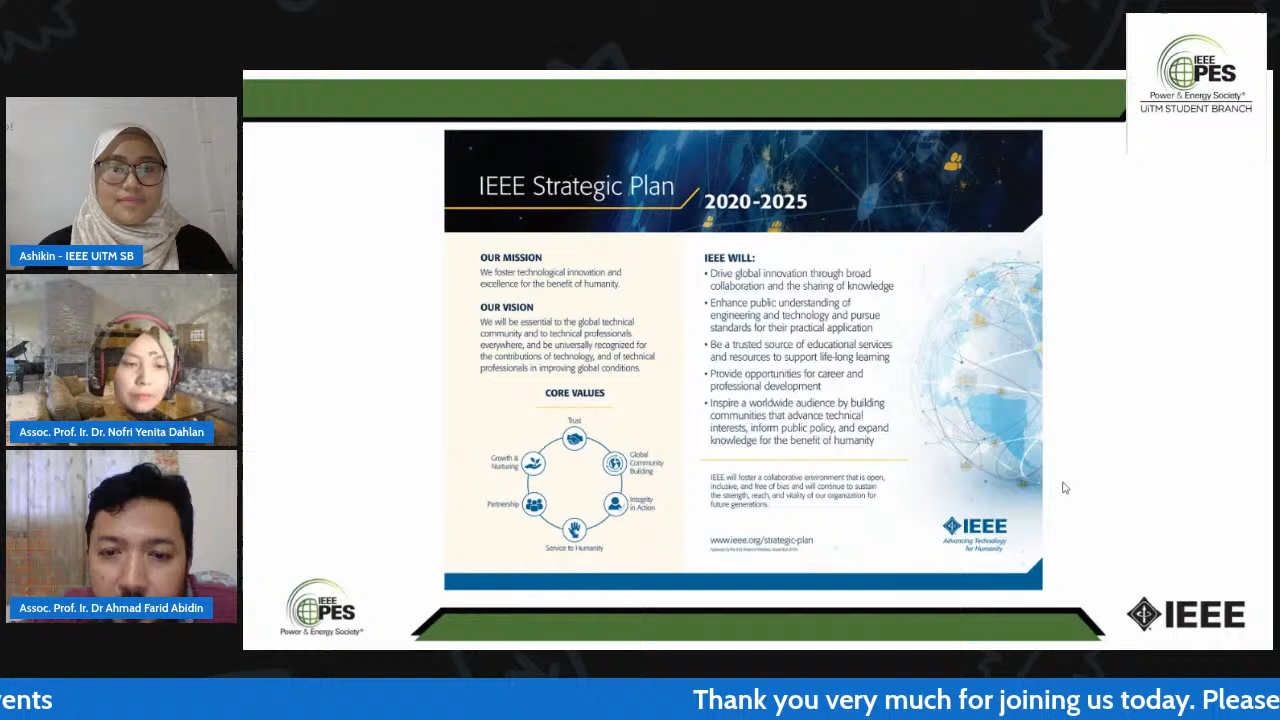 IEEE
PES
Power & Energy Society®
UiTM STUDENT BRANCH
Ashikin - IEEE UiTM SB
Assoc. Prof. Ir. Dr. Nofri Yenita Dahlan
Assoc. Prof. Ir. Dr Ahmad Farid Abidin
IEEE Strategic Plan
2020-2025
OUR MISSION
We foster technological innovation and
excellence for the benefit of humanity.
OUR VISION
We will be essential to the global technical
community and to technical professionals
everywhere, and be universally recognized for
the contributions of technology, and of technical
professionals in improving global conditions.
CORE VALUES
Trust
Growth &
Nurturing
Global
Community
Building
Partnership
Integrity
in Action
Service to Humanity
IEEE WILL:
• Drive global innovation through broad
collaboration and the sharing of knowledge
• Enhance public understanding of
engineering and technology and pursue
standards for their practical application
• Be a trusted source of educational services
and resources to support life-long learning
• Provide opportunities for career and
professional development
• Inspire a worldwide audience by building
communities that advance technical
interests, inform public policy, and expand
knowledge for the benefit of humanity
IEEE will foster a collaborative environment that is open,
inclusive, and free of bias and will continue to sustain
the strength, reach, and vitality of our organization for
future generations.
www.ieee.org/strategic-plan
IEEE
Advancing Technology
for Humanity
IEEE
PES
Power & Energy Society®
IEEE
vents
Thank you very much for joining us today. Please